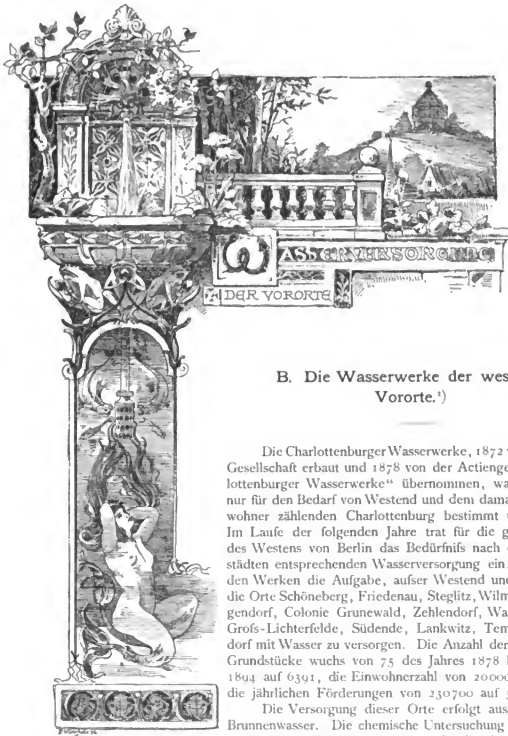 WASSERVERSORGUNG
DER VORORTE
B. Die Wasserwerke der wes
Vororte.¹)
Die Charlottenburger Wasserwerke, 1872
Gesellschaft erbaut und 1878 von der Actienge
lottenburger Wasserwerke“ übernommen, wa
nur für den Bedarf von Westend und dem dama
wohner zählenden Charlottenburg bestimmt
Im Laufe der folgenden Jahre trat für die g
des Westens von Berlin das Bedürfnifs nach
städten entsprechenden Wasserversorgung ein.
den Werken die Aufgabe, aufser Westend und
die Orte Schöneberg, Friedenau, Steglitz, Wilm
gendorf, Colonie Grunewald, Zehlendorf, Wa
Grofs-Lichterfelde, Südende, Lankwitz, Tem
dorf mit Wasser zu versorgen. Die Anzahl der
Grundstücke wuchs von 75 des Jahres 1878
1894 auf 6391, die Einwohnerzahl von 20000
die jährlichen Förderungen von 230700 auf
Die Versorgung dieser Orte erfolgt aus
Brunnenwasser. Die chemische Untersuchung